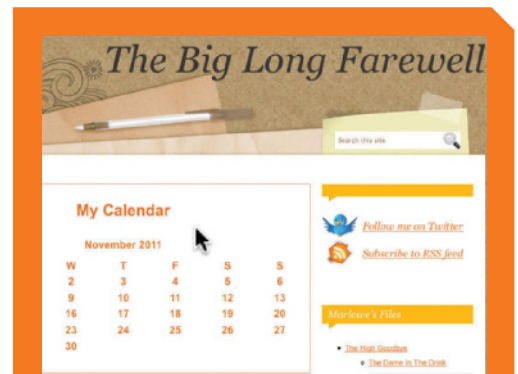 The Big Long Farewell
Search this site
My Calendar
November 2011
W T F S S
2 3 4 5 6
9 10 11 12 13
16 17 18 19 20
23 24 25 26 27
30
Follow me on Twitter
Subscribe to RSS feed
Marlowe's Files
The High Goodbye
The Dame In The Drink